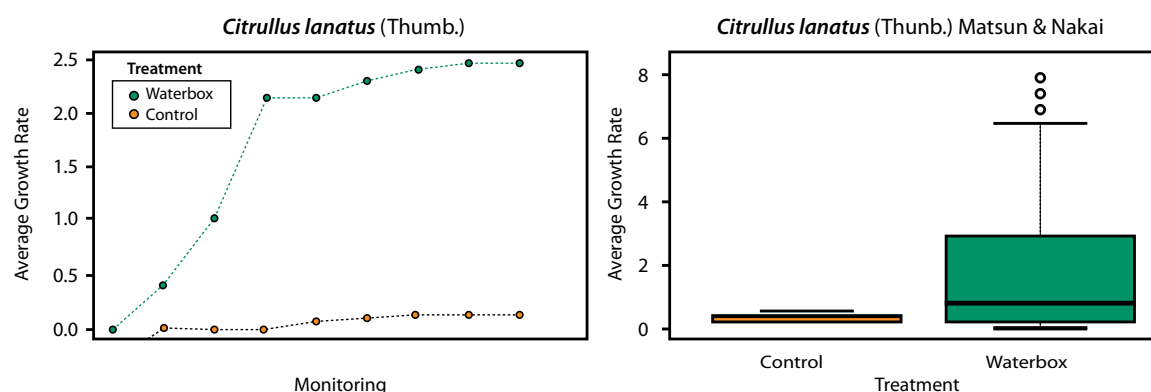 Citrullus lanatus (Thumb.)
Average Growth Rate
2.5
2.0
1.5
1.0
0.5
0.0
Treatment
Waterbox
Control
Monitoring
Citrullus lanatus (Thunb.) Matsun & Nakai
Average Growth Rate
8
6
4
2
0
Control Waterbox
Treatment